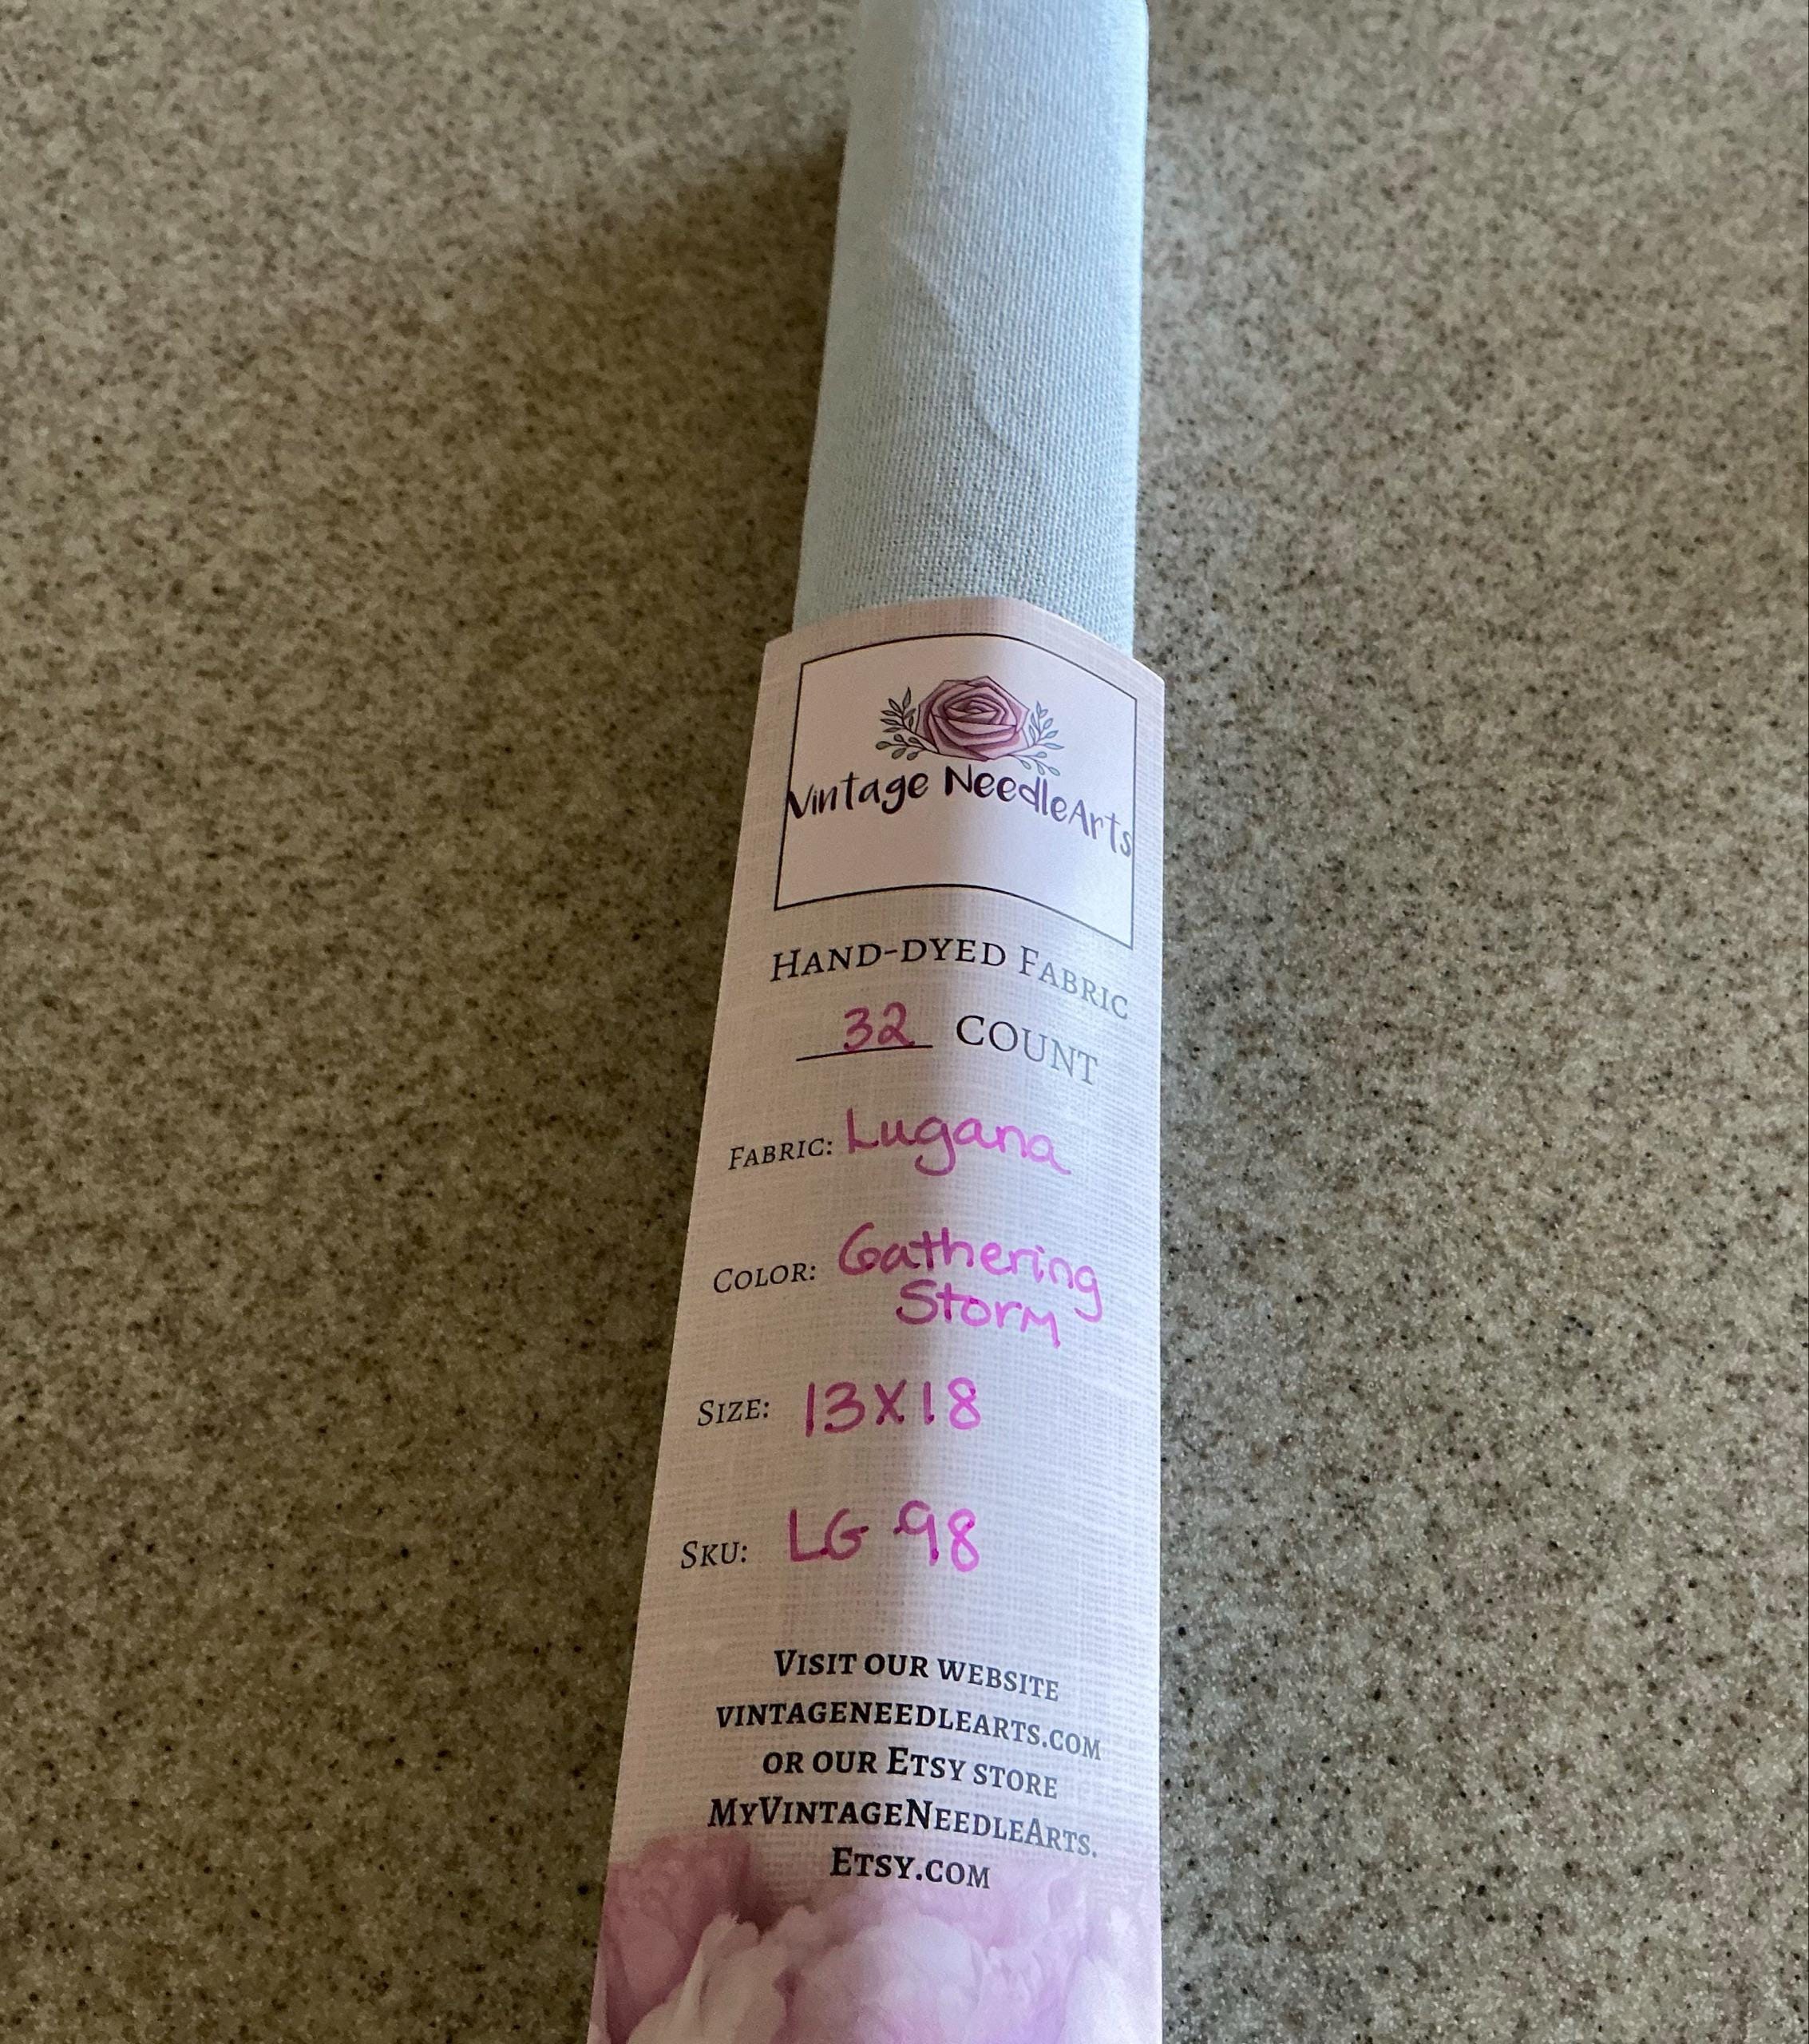 Vintage NeedleArts
HAND-DYED FABRIC
32 COUNT
FABRIC: Lugana
COLOR: Gathering
Storm
SIZE: 13X18
SKU: LG 98
VISIT OUR WEBSITE
VINTAGENEEDLEARTS.COM
OR OUR ETSY STORE
MYVINTAGENEEDLEARTS.
ETSY.COM